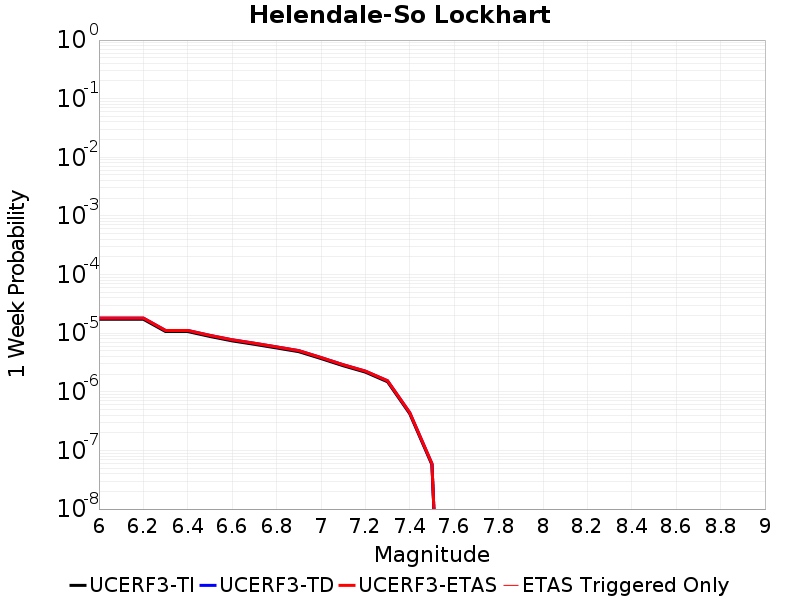 Helendale-So Lockhart
1 Week Probability
10^0
10^-1
10^-2
10^-3
10^-4
10^-5
10^-6
10^-7
10^-8
6 6.2 6.4 6.6 6.8 7 7.2 7.4 7.6 7.8 8 8.2 8.4 8.6 8.8 9
Magnitude
UCERF3-TI UCERF3-TD UCERF3-ETAS ETAS Triggered Only